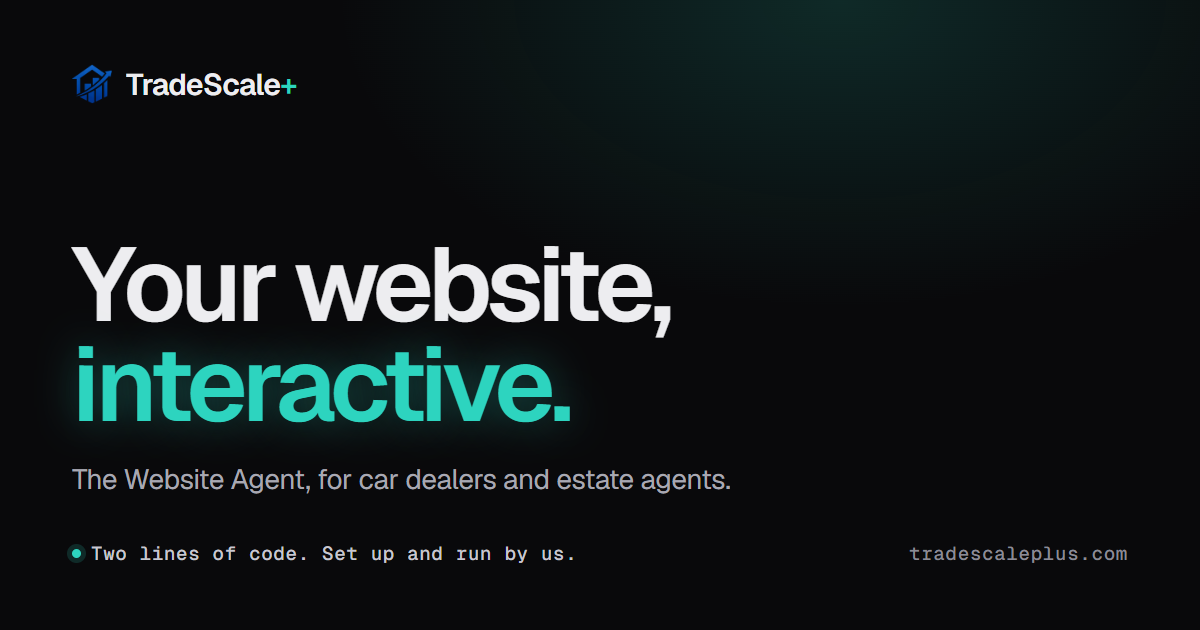 TradeScale+
Your website,
interactive.
The Website Agent, for car dealers and estate agents.
Two lines of code. Set up and run by us.
tradescaleplus.com